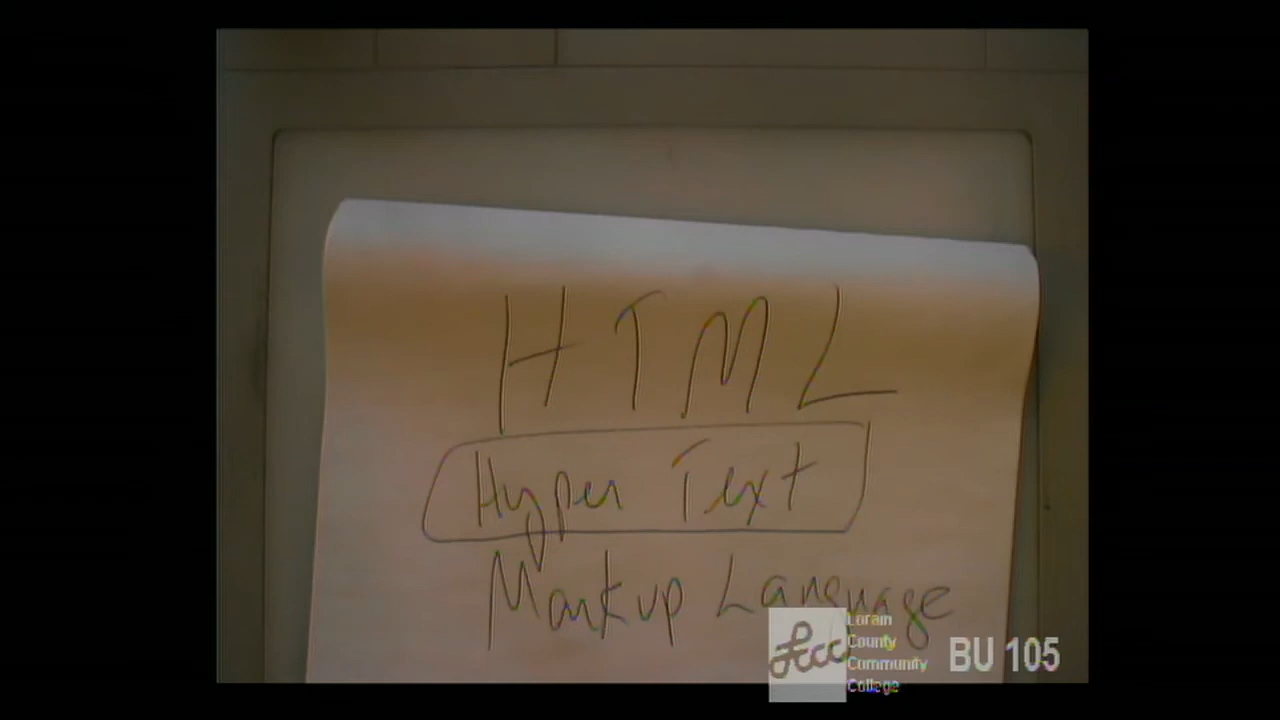 HTML
Hyper Text
Markup Language
Lorain
County
Community
College
BU 105